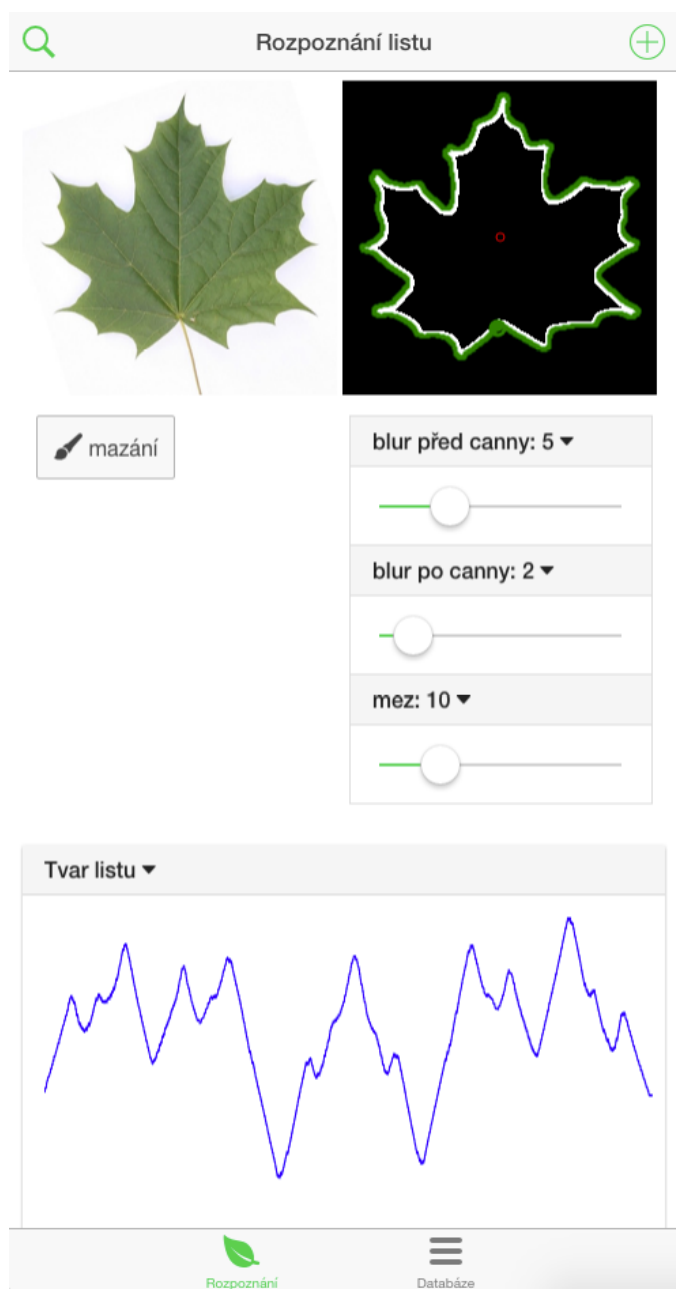 Rozpoznání listu
mazání
blur před canny: 5
blur po canny: 2
mez: 10
Tvar listu
Rozpoznání
Databáze